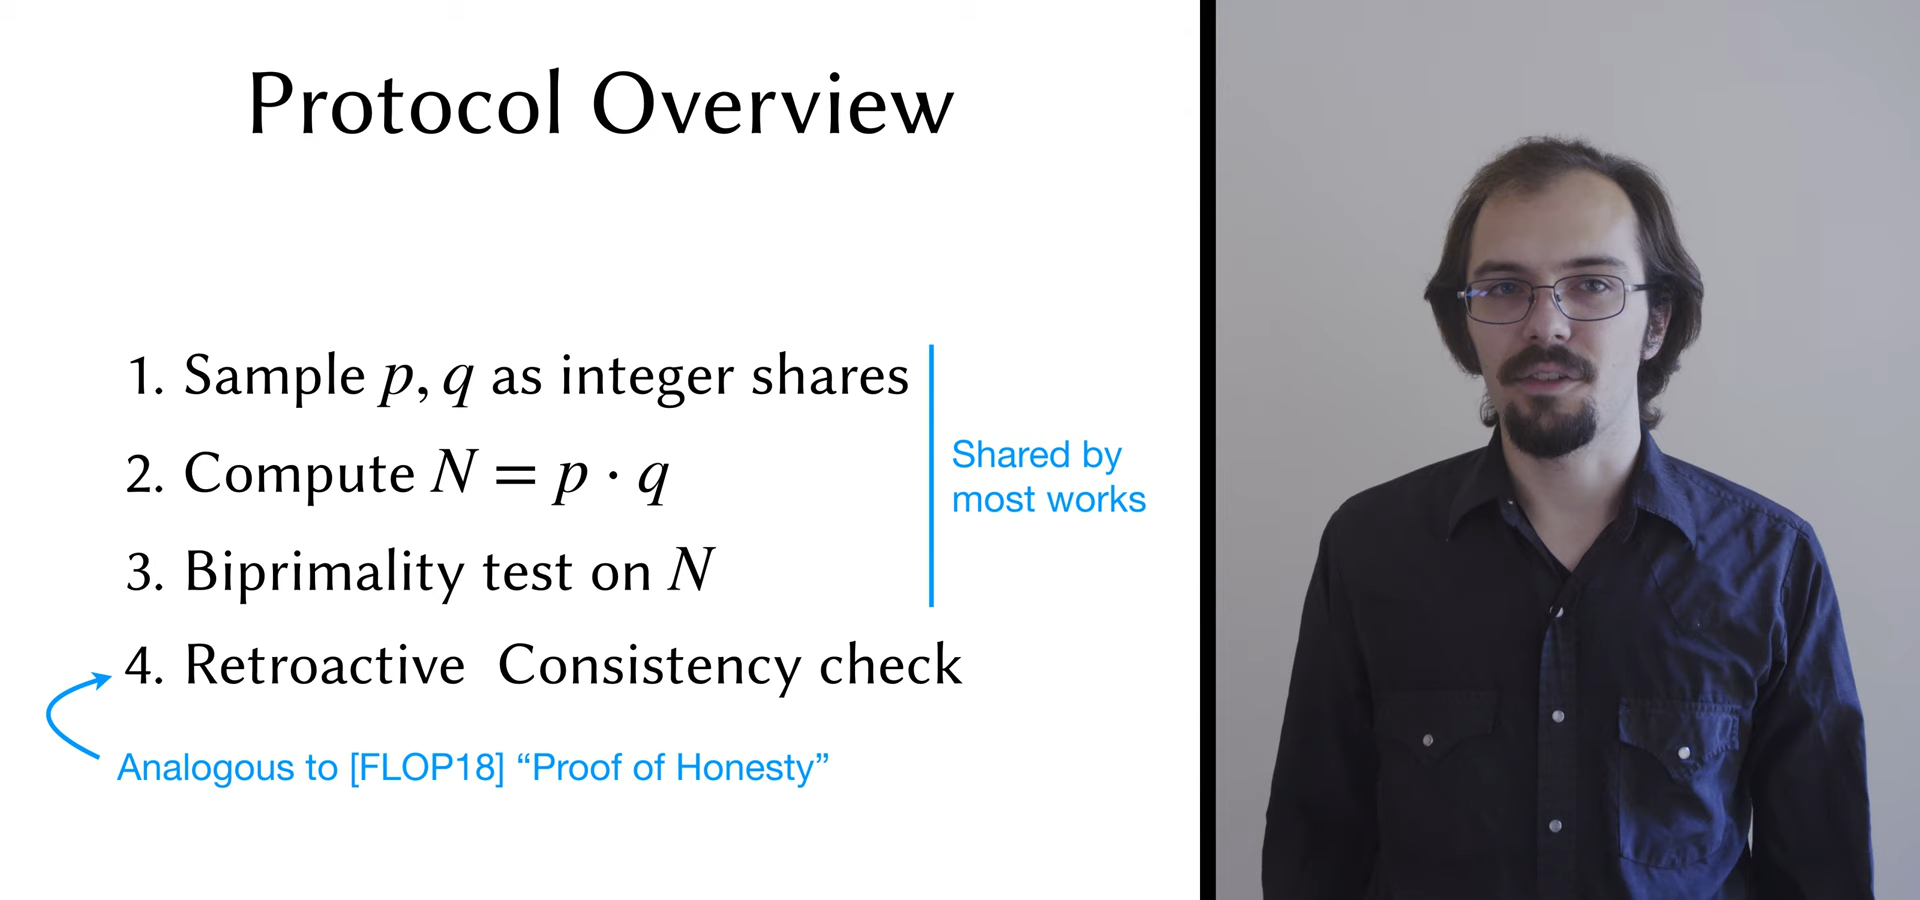 Protocol Overview
1. Sample p, q as integer shares
2. Compute N = p · q
3. Biprimality test on N
4. Retroactive Consistency check
Shared by
most works
Analogous to [FLOP18] “Proof of Honesty”